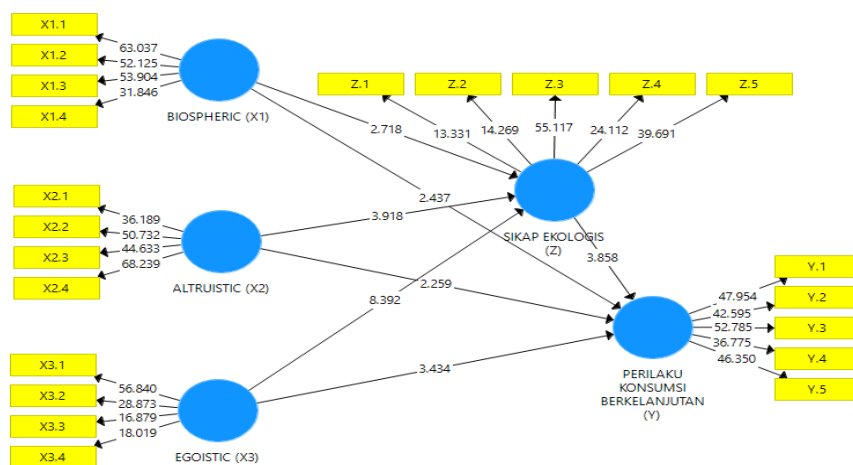 X1.1
X1.2
X1.3
X1.4
63.037
52.125
53.904
31.846
BIOSPHERIC (X1)
Z.1
Z.2
Z.3
Z.4
Z.5
13.331
14.269
55.117
24.112
39.691
2.718
2.437
SIKAP EKOLOGIS
(Z)
X2.1
X2.2
X2.3
X2.4
36.189
50.732
44.633
68.239
ALTRUISTIC (X2)
3.918
2.259
3.858
8.392
3.434
Y.1
Y.2
Y.3
Y.4
Y.5
47.954
42.595
52.785
36.775
46.350
PERILAKU
KONSUMSI
BERKELANJUTAN
(Y)
X3.1
X3.2
X3.3
X3.4
56.840
28.873
16.879
18.019
EGOISTIC (X3)